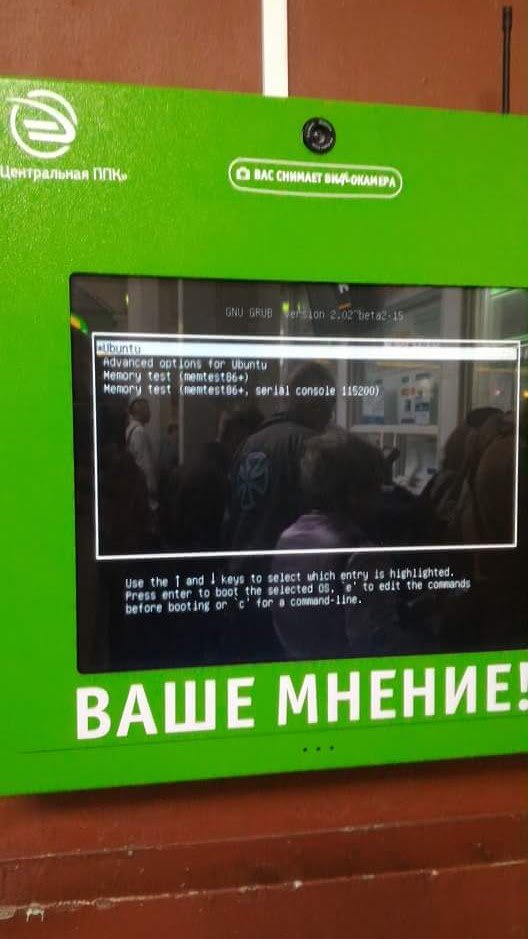 Центральная ППК»
ВАС СНИМАЕТ ВИДЕОКАМЕРА
GNU GRUB version 2.02~beta2-15
*Ubuntu
Advanced options for Ubuntu
Memory test (memtest86+)
Memory test (memtest86+, serial console 115200)
Use the ↑ and ↓ keys to select which entry is highlighted.
Press enter to boot the selected OS, `e' to edit the commands
before booting or `c' for a command-line.
ВАШЕ МНЕНИЕ!